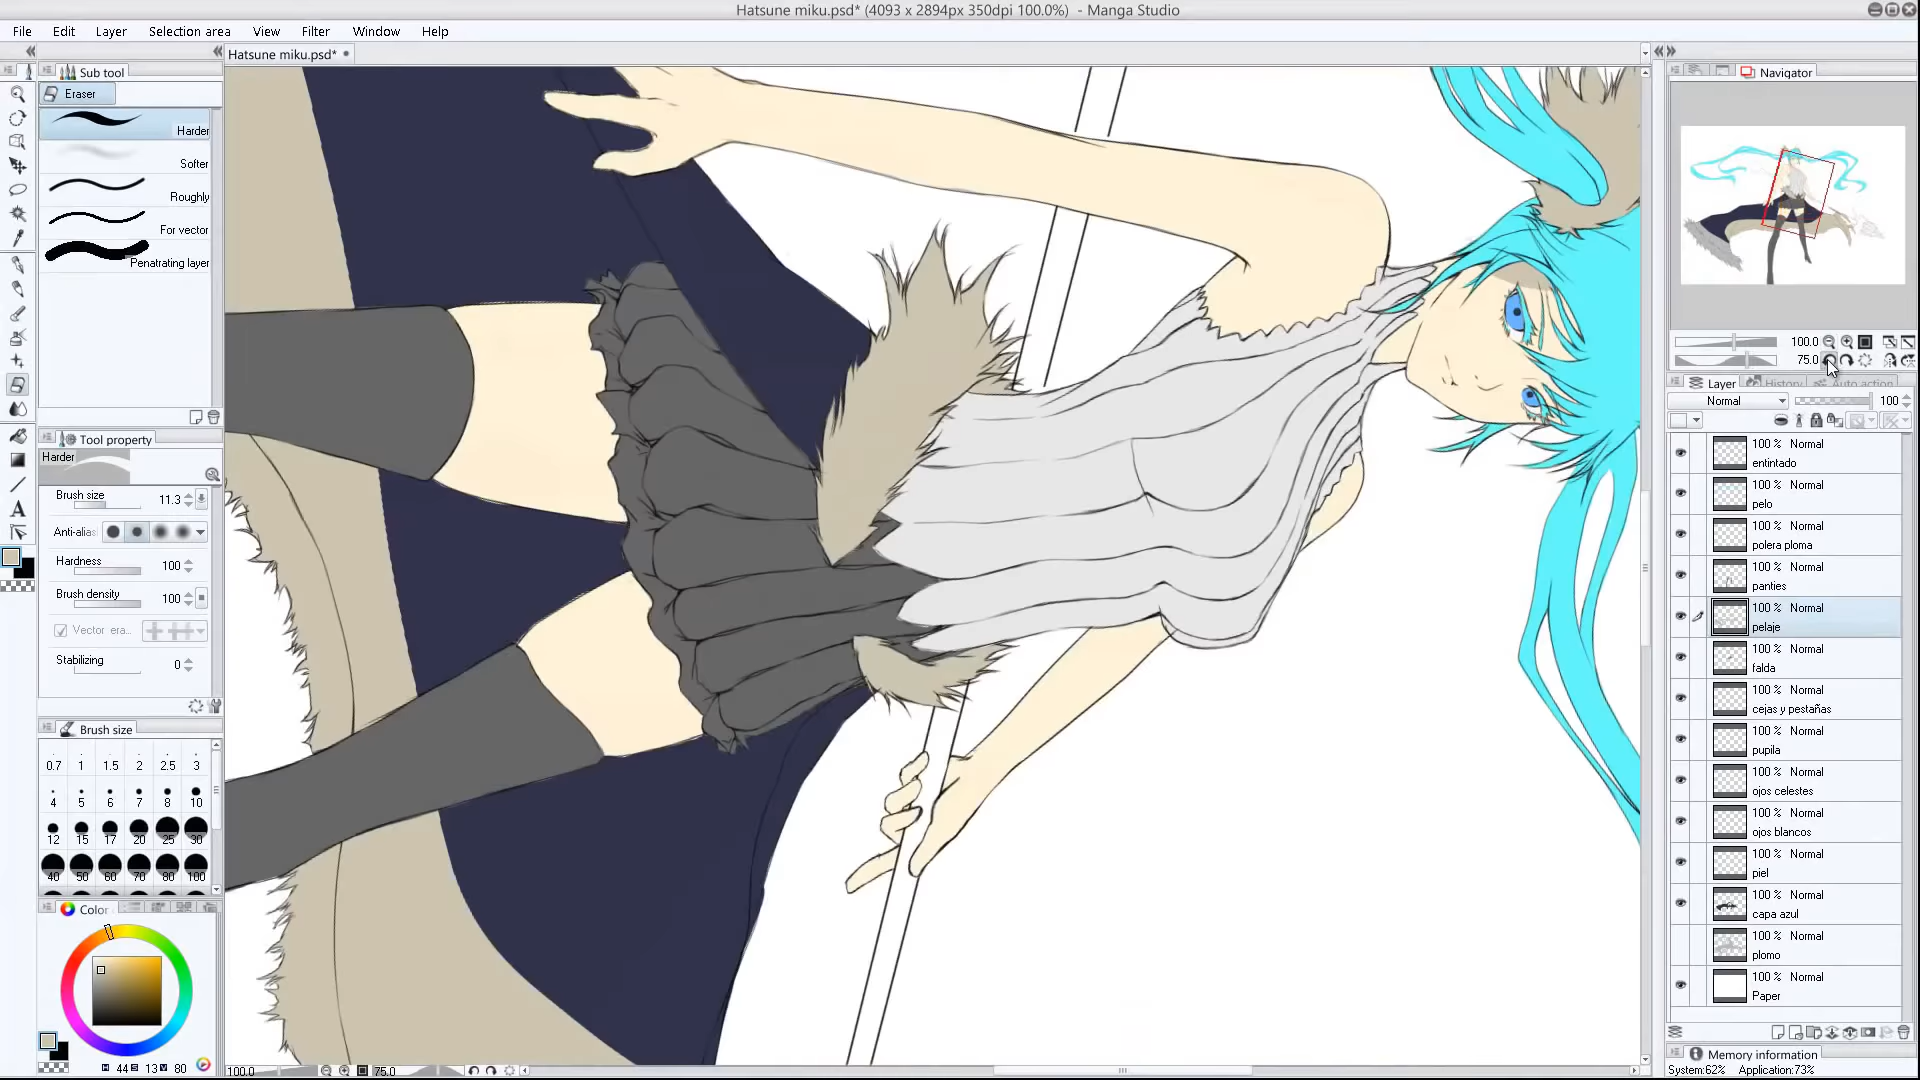 Hatsune miku.psd* (4093 x 2894px 350dpi 100.0%) - Manga Studio
File Edit Layer Selection area View Filter Window Help
Hatsune miku.psd*
Sub tool
Eraser
Harder
Softer
Roughly
For vector
Penatrating layer
Tool property
Harder
Brush size 11.3
Anti-alias
Hardness 100
Brush density 100
Vector era..
Stabilizing 0
Brush size
0.7 1 1.5 2 2.5 3
4 5 6 7 8 10
12 15 17 20 25 30
40 50 60 70 80 100
Color
H 44 S 13 V 80
100.0 75.0
Navigator
100.0
75.0
Layer History Auto action
Normal 100
100 % Normal
entintado
100 % Normal
pelo
100 % Normal
polera ploma
100 % Normal
panties
100 % Normal
pelaje
100 % Normal
falda
100 % Normal
cejas y pestañas
100 % Normal
pupila
100 % Normal
ojos celestes
100 % Normal
ojos blancos
100 % Normal
piel
100 % Normal
capa azul
100 % Normal
plomo
100 % Normal
Paper
Memory information
System:62% Application:73%